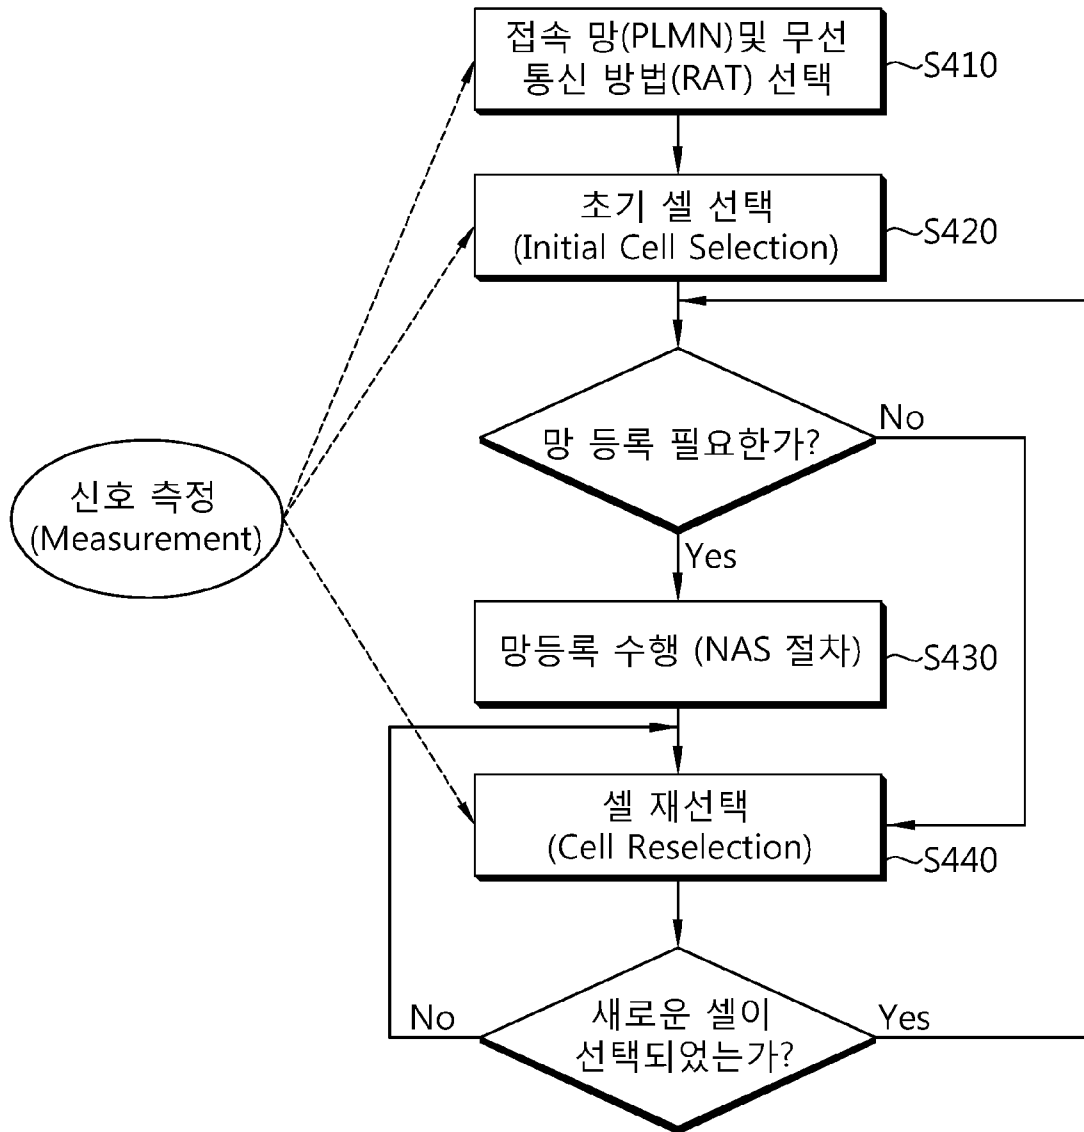 접속 망(PLMN)및 무선
통신 방법(RAT) 선택
S410
초기 셀 선택
(Initial Cell Selection)
S420
망 등록 필요한가?
No
신호 측정
(Measurement)
Yes
망등록 수행 (NAS 절차)
S430
셀 재선택
(Cell Reselection)
S440
No
새로운 셀이
선택되었는가?
Yes